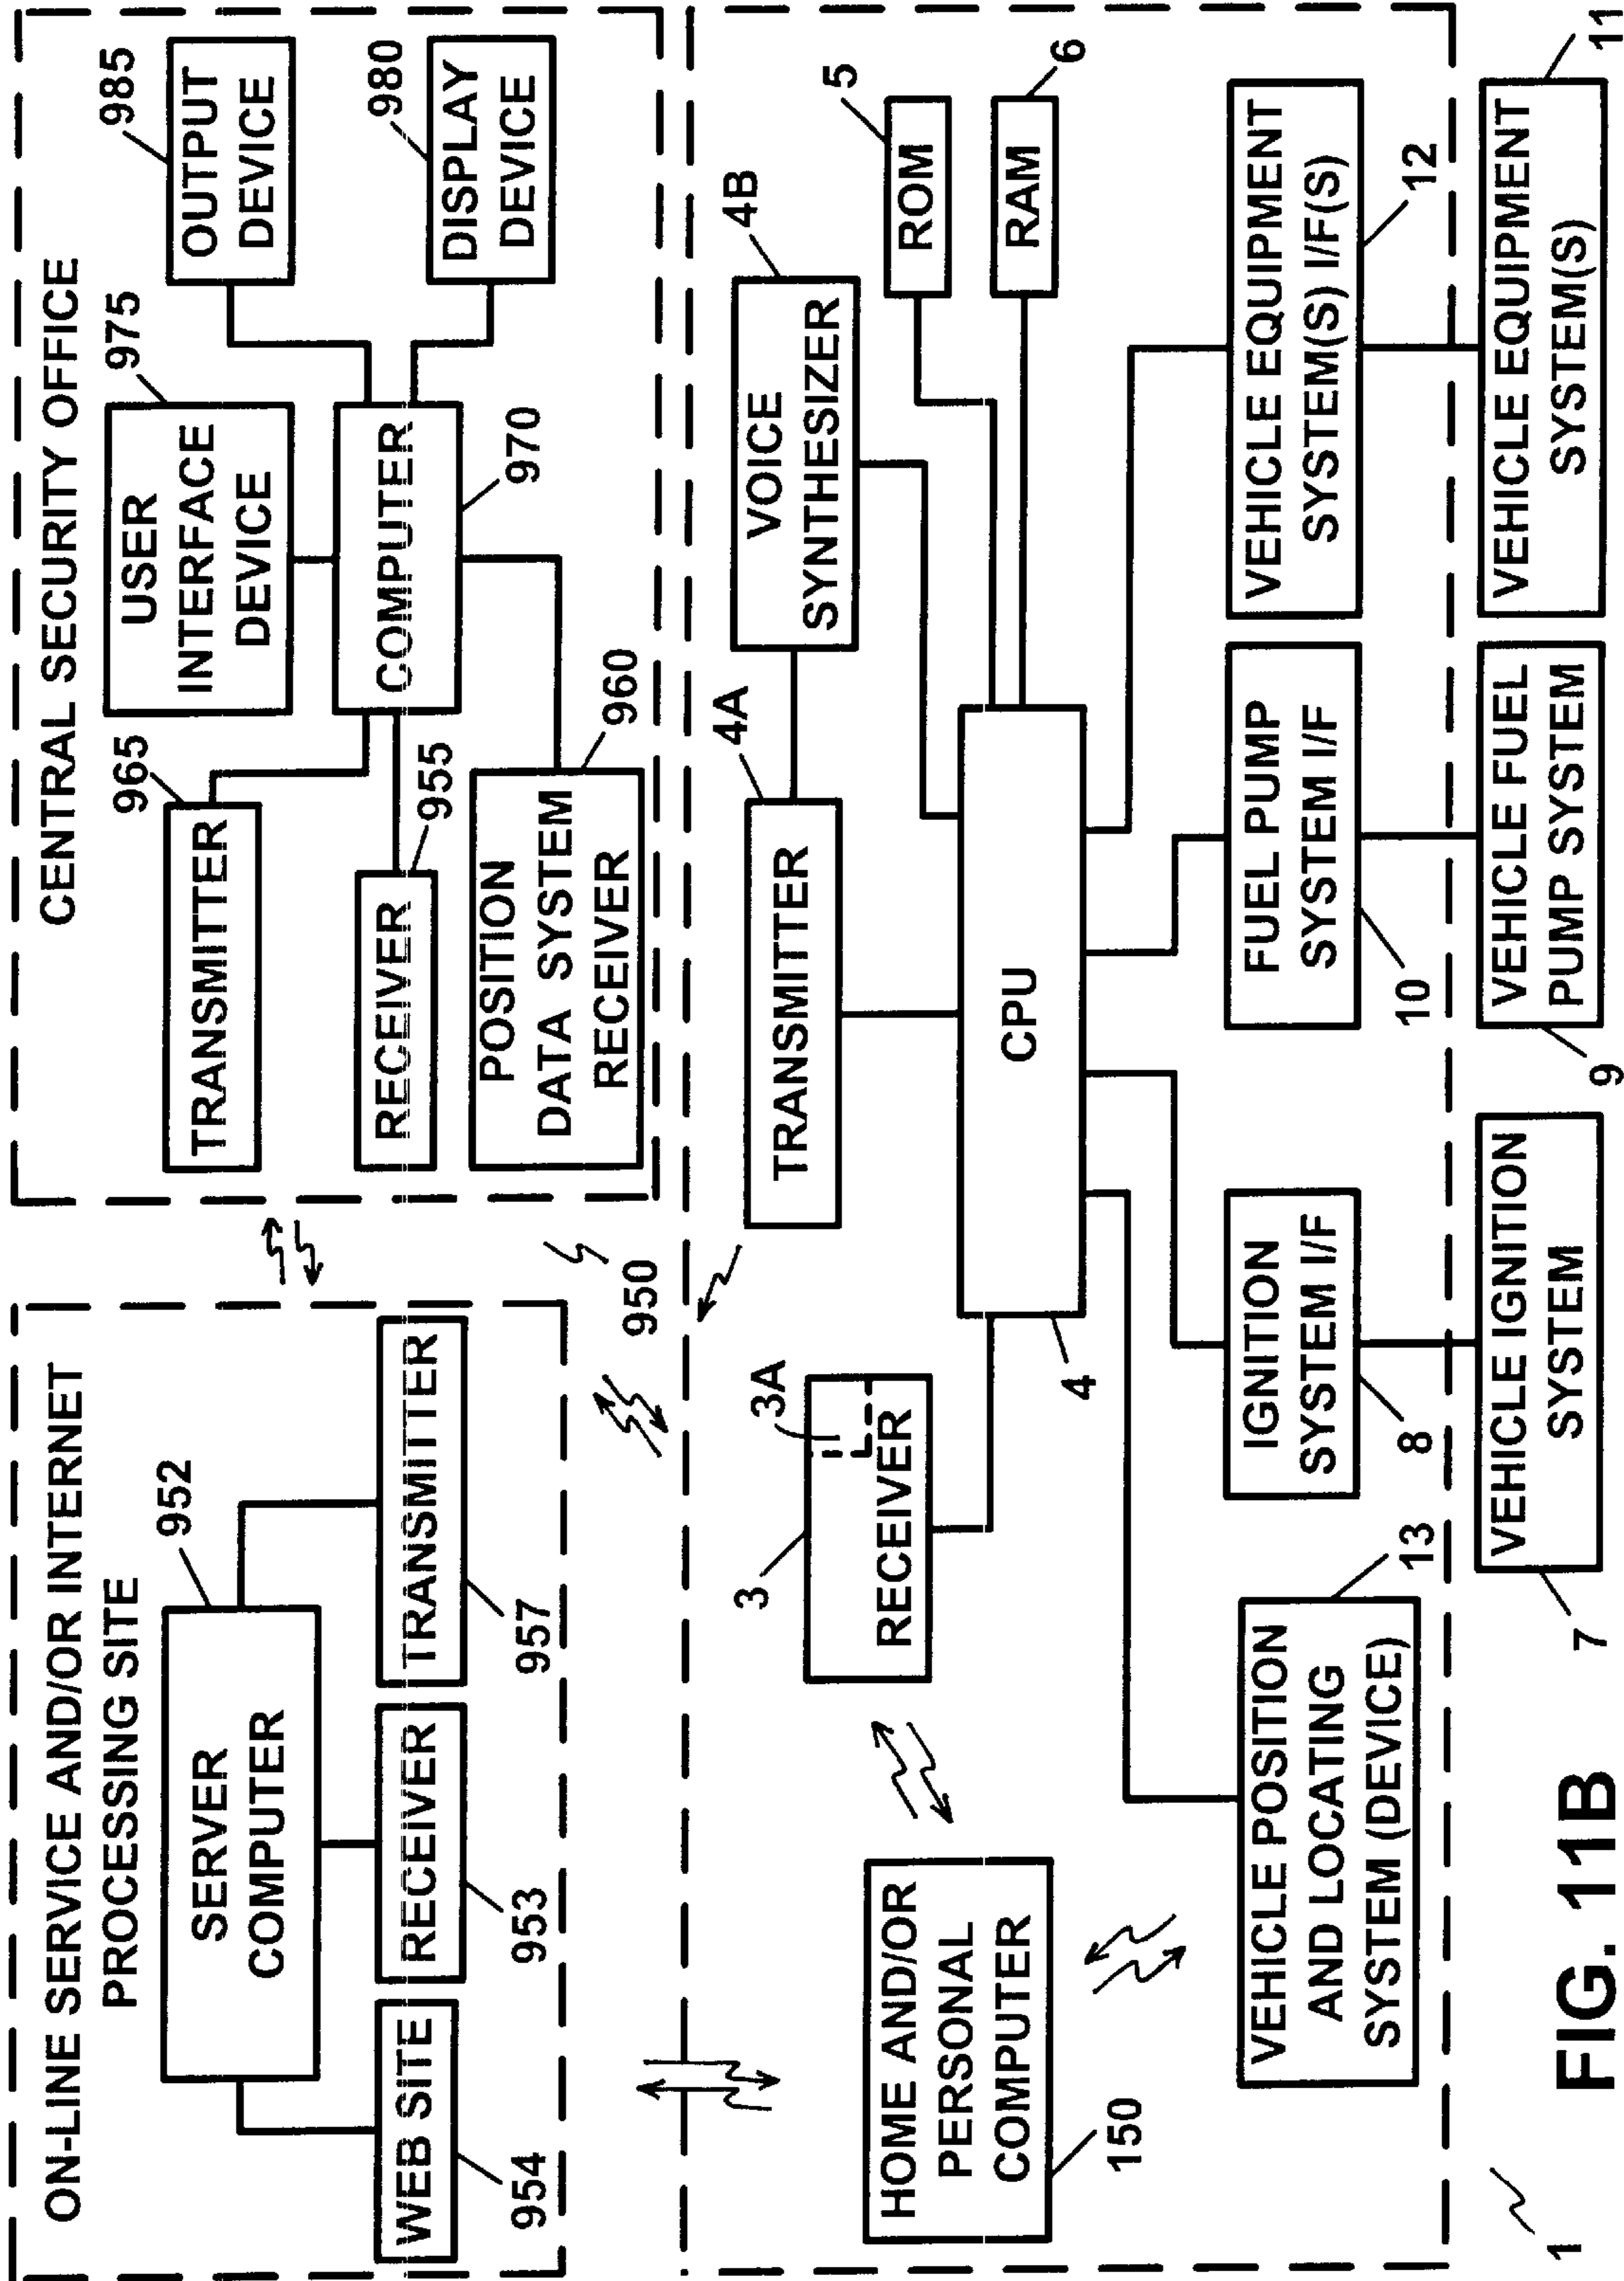 ON-LINE SERVICE AND/OR INTERNET
PROCESSING SITE
952
SERVER
COMPUTER
WEB SITE
954
RECEIVER
953
TRANSMITTER
957
CENTRAL SECURITY OFFICE
965
TRANSMITTER
RECEIVER
955
POSITION
DATA SYSTEM
RECEIVER
960
USER
INTERFACE
DEVICE
975
COMPUTER
970
OUTPUT
DEVICE
985
DISPLAY
DEVICE
980
950
HOME AND/OR
PERSONAL
COMPUTER
150
3
3A
RECEIVER
4A
TRANSMITTER
4B
VOICE
SYNTHESIZER
5
ROM
6
RAM
CPU
4
VEHICLE POSITION
AND LOCATING
SYSTEM (DEVICE)
13
IGNITION
SYSTEM I/F
8
FUEL PUMP
SYSTEM I/F
10
VEHICLE EQUIPMENT
SYSTEM(S) I/F(S)
12
VEHICLE IGNITION
SYSTEM
7
VEHICLE FUEL
PUMP SYSTEM
9
VEHICLE EQUIPMENT
SYSTEM(S)
11
1
FIG. 11B